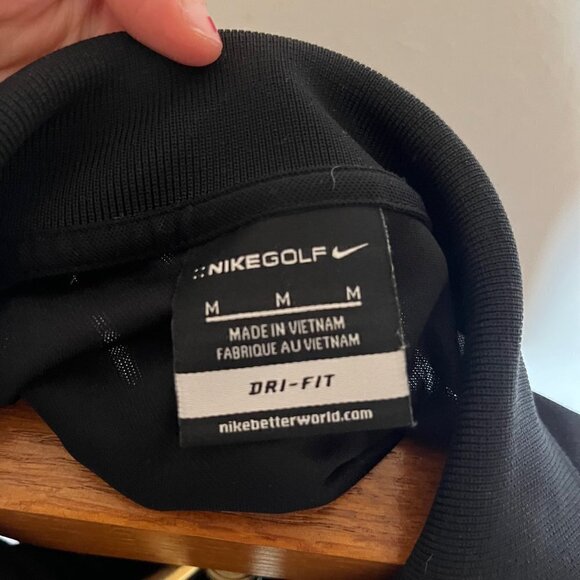 NIKEGOLF
M M M
MADE IN VIETNAM
FABRIQUE AU VIETNAM
DRI-FIT
nikebetterworld.com